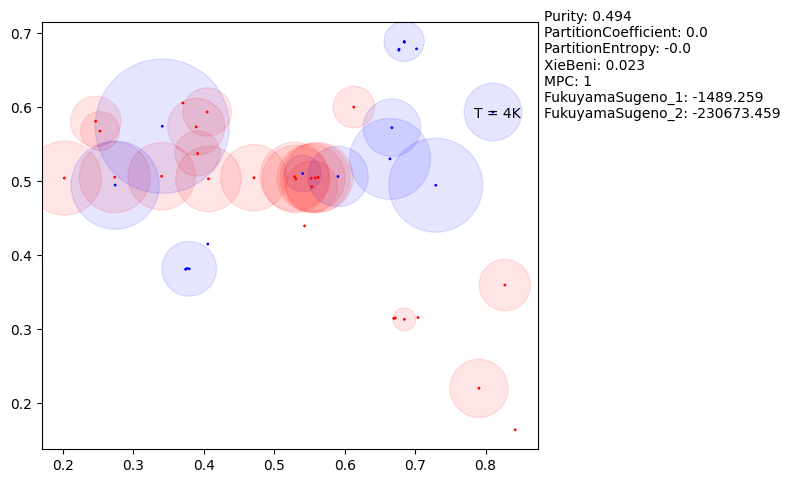 Purity: 0.494
PartitionCoefficient: 0.0
PartitionEntropy: -0.0
XieBeni: 0.023
MPC: 1
FukuyamaSugeno_1: -1489.259
FukuyamaSugeno_2: -230673.459
T = 4K
0.7
0.6
0.5
0.4
0.3
0.2
0.2 0.3 0.4 0.5 0.6 0.7 0.8